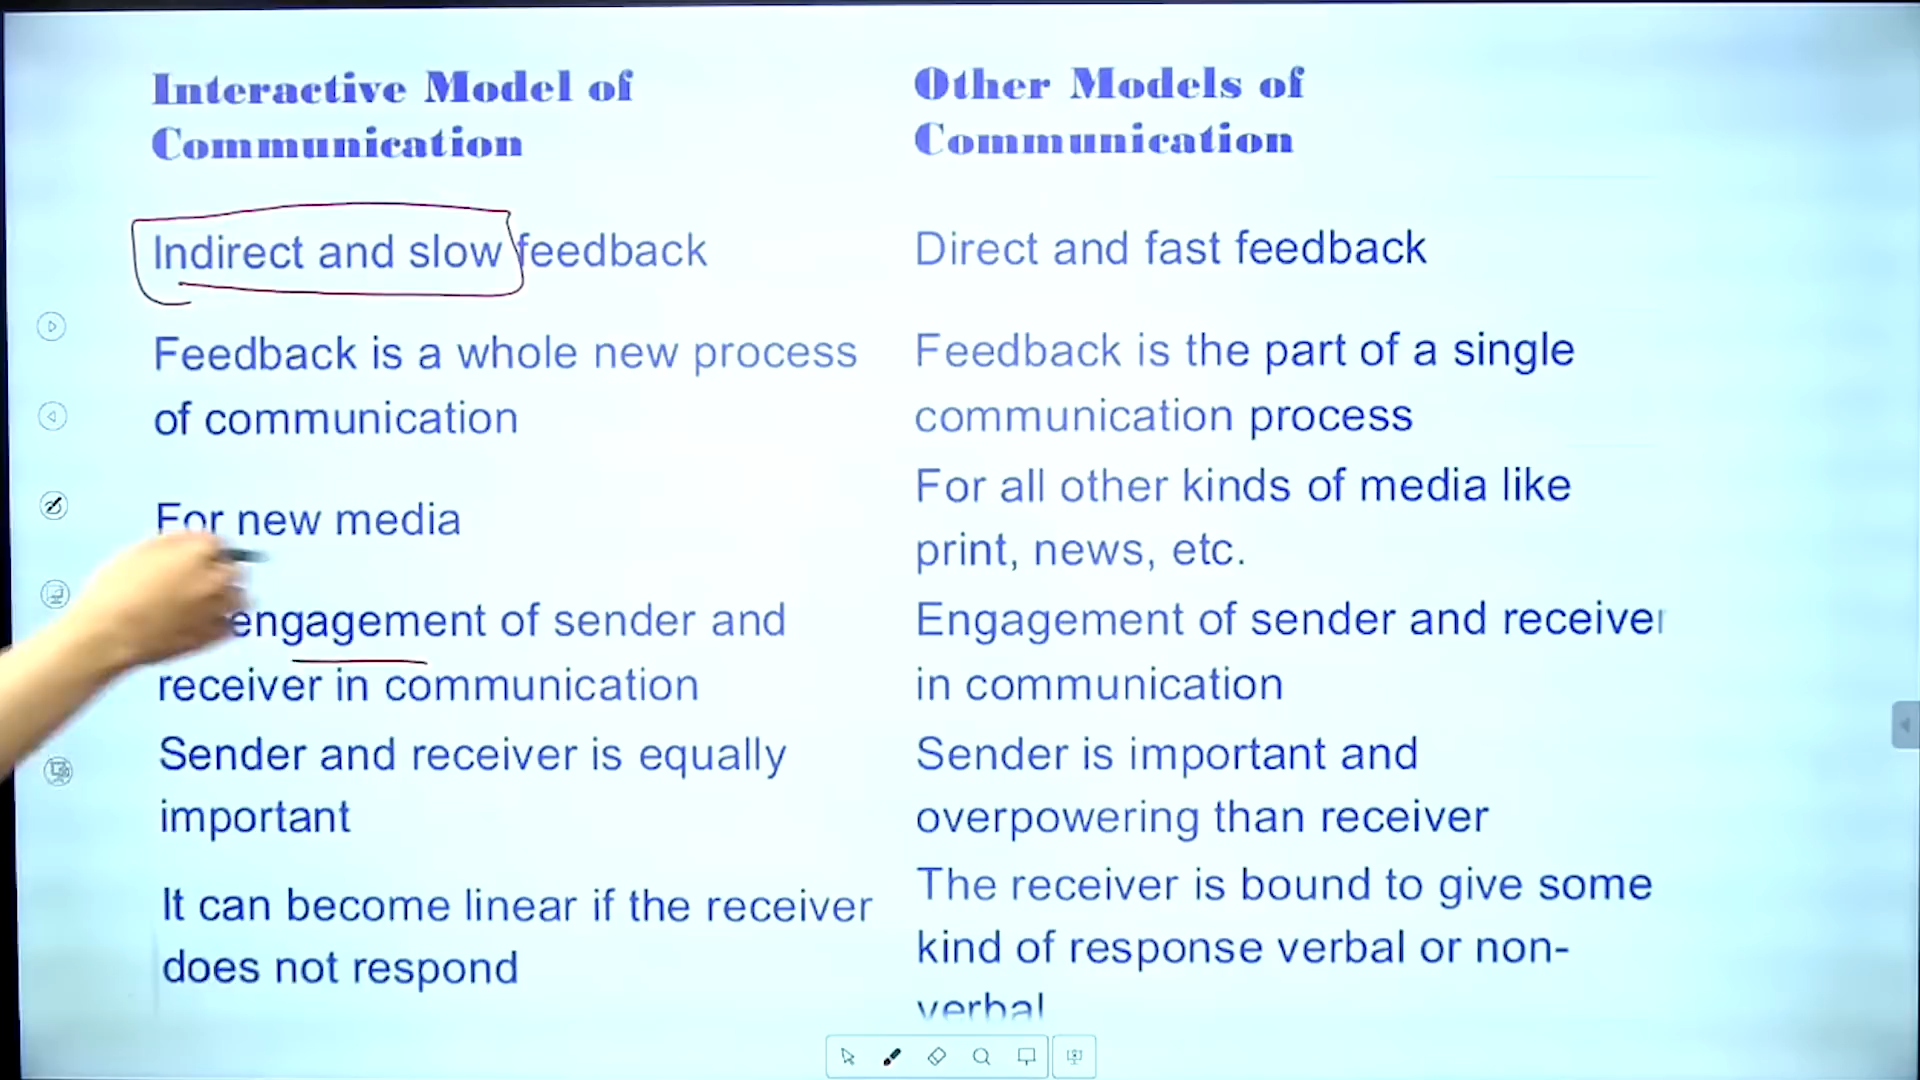 Interactive Model of
Communication
Indirect and slow feedback
Feedback is a whole new process
of communication
For new media
engagement of sender and
receiver in communication
Sender and receiver is equally
important
It can become linear if the receiver
does not respond
Other Models of
Communication
Direct and fast feedback
Feedback is the part of a single
communication process
For all other kinds of media like
print, news, etc.
Engagement of sender and receiver
in communication
Sender is important and
overpowering than receiver
The receiver is bound to give some
kind of response verbal or non-
verbal